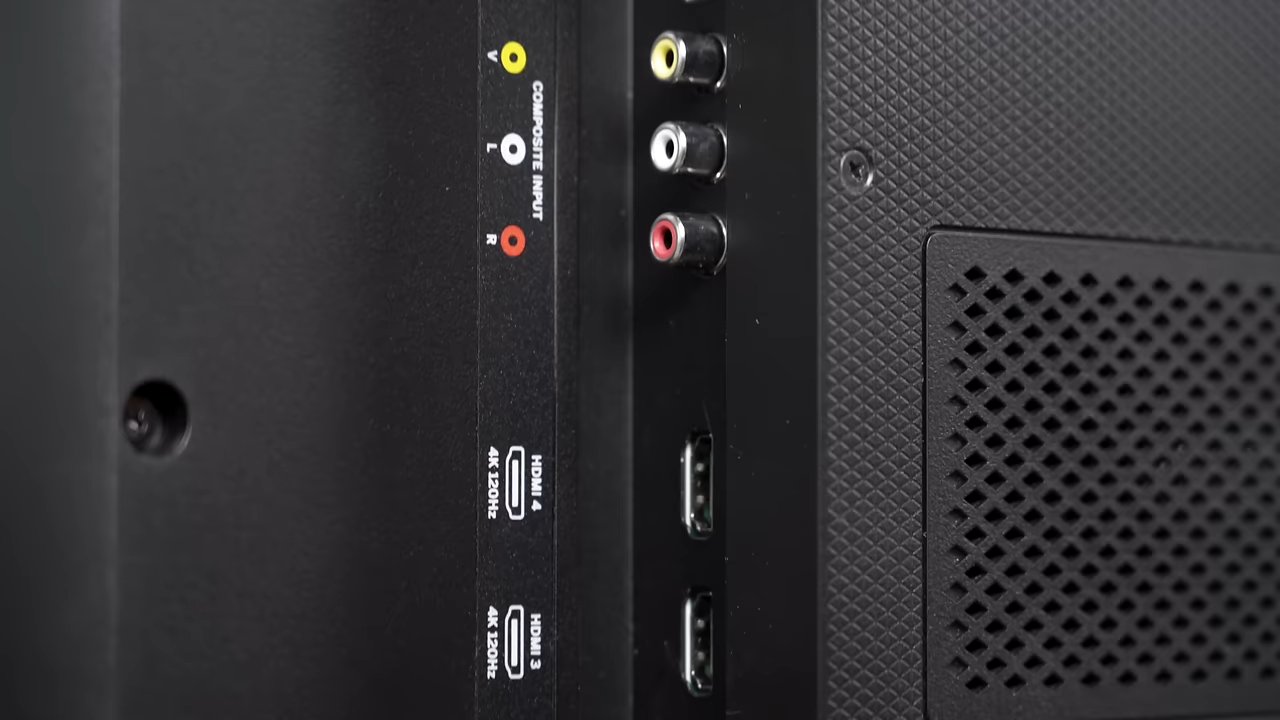 COMPOSITE INPUT
V
L
R
HDMI 4
4K 120Hz
HDMI 3
4K 120Hz